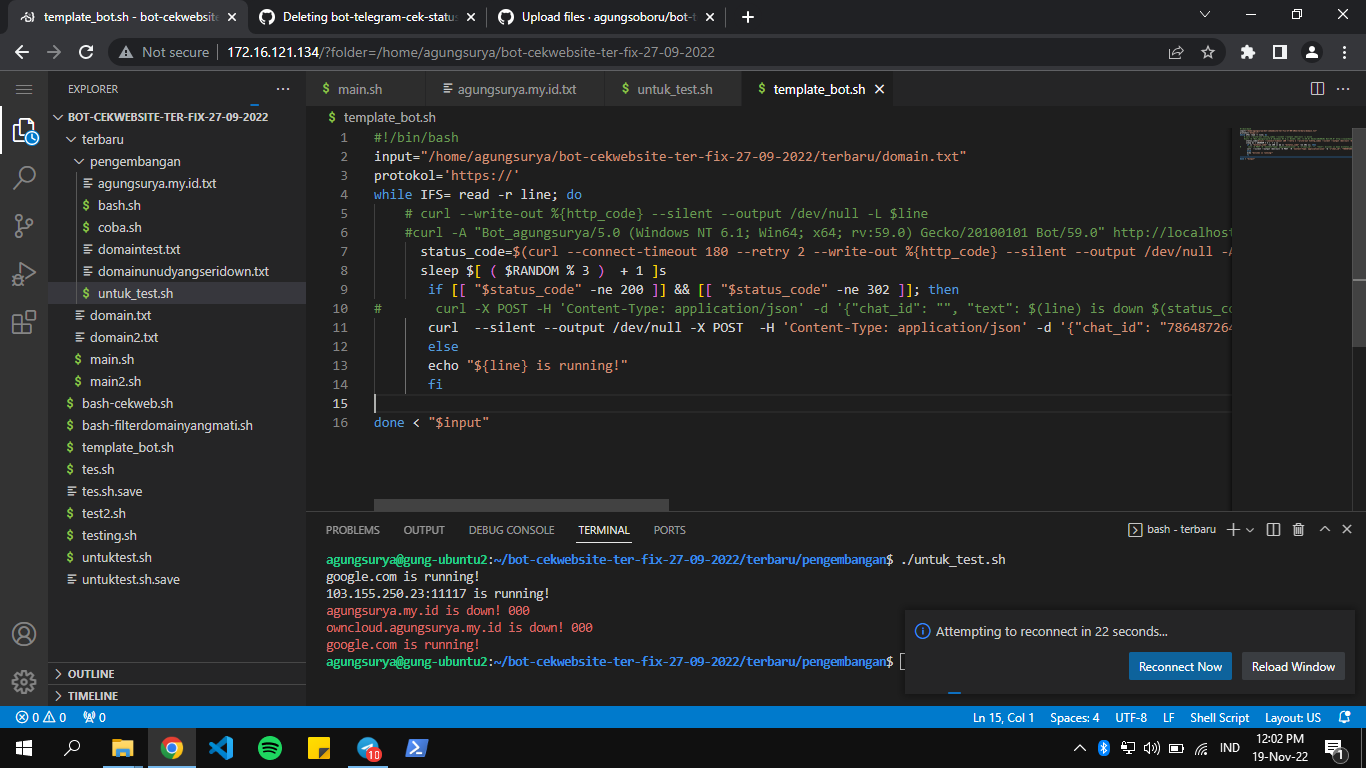 template_bot.sh - bot-cekwebsite
Deleting bot-telegram-cek-status
Upload files · agungsoboru/bot-t
Not secure
172.16.121.134/?folder=/home/agungsurya/bot-cekwebsite-ter-fix-27-09-2022
EXPLORER
BOT-CEKWEBSITE-TER-FIX-27-09-2022
terbaru
pengembangan
agungsurya.my.id.txt
$ bash.sh
$ coba.sh
domaintest.txt
domainunudyangseridown.txt
$ untuk_test.sh
domain.txt
domain2.txt
$ main.sh
$ main2.sh
$ bash-cekweb.sh
$ bash-filterdomainyangmati.sh
$ template_bot.sh
$ tes.sh
tes.sh.save
$ test2.sh
$ testing.sh
$ untuktest.sh
untuktest.sh.save
OUTLINE
TIMELINE
$ main.sh
agungsurya.my.id.txt
$ untuk_test.sh
$ template_bot.sh
$ template_bot.sh
1 #!/bin/bash
2 input="/home/agungsurya/bot-cekwebsite-ter-fix-27-09-2022/terbaru/domain.txt"
3 protokol='https://'
4 while IFS= read -r line; do
5 # curl --write-out %{http_code} --silent --output /dev/null -L $line
6 #curl -A "Bot_agungsurya/5.0 (Windows NT 6.1; Win64; x64; rv:59.0) Gecko/20100101 Bot/59.0" http://localhost
7 status_code=$(curl --connect-timeout 180 --retry 2 --write-out %{http_code} --silent --output /dev/null -A
8 sleep $[ ( $RANDOM % 3 )  + 1 ]s
9 if [[ "$status_code" -ne 200 ]] && [[ "$status_code" -ne 302 ]]; then
10 #       curl -X POST -H 'Content-Type: application/json' -d '{"chat_id": "", "text": $(line) is down $(status_co
11 curl  --silent --output /dev/null -X POST  -H 'Content-Type: application/json' -d '{"chat_id": "786487264
12 else
13 echo "${line} is running!"
14 fi
15
16 done < "$input"
PROBLEMS
OUTPUT
DEBUG CONSOLE
TERMINAL
PORTS
bash - terbaru
agungsurya@gung-ubuntu2:~/bot-cekwebsite-ter-fix-27-09-2022/terbaru/pengembangan$ ./untuk_test.sh
google.com is running!
103.155.250.23:11117 is running!
agungsurya.my.id is down! 000
owncloud.agungsurya.my.id is down! 000
google.com is running!
agungsurya@gung-ubuntu2:~/bot-cekwebsite-ter-fix-27-09-2022/terbaru/pengembangan$
Attempting to reconnect in 22 seconds...
Reconnect Now
Reload Window
0 0
0
Ln 15, Col 1
Spaces: 4
UTF-8
LF
Shell Script
Layout: US
10
IND
12:02 PM
19-Nov-22
1